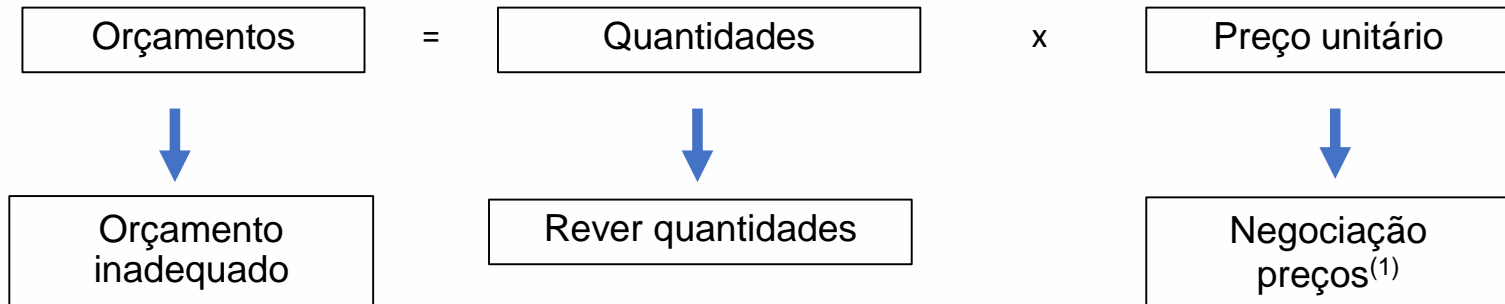 Orçamentos = Quantidades x Preço unitário
Orçamento
inadequado
Rever quantidades
Negociação
preços(1)